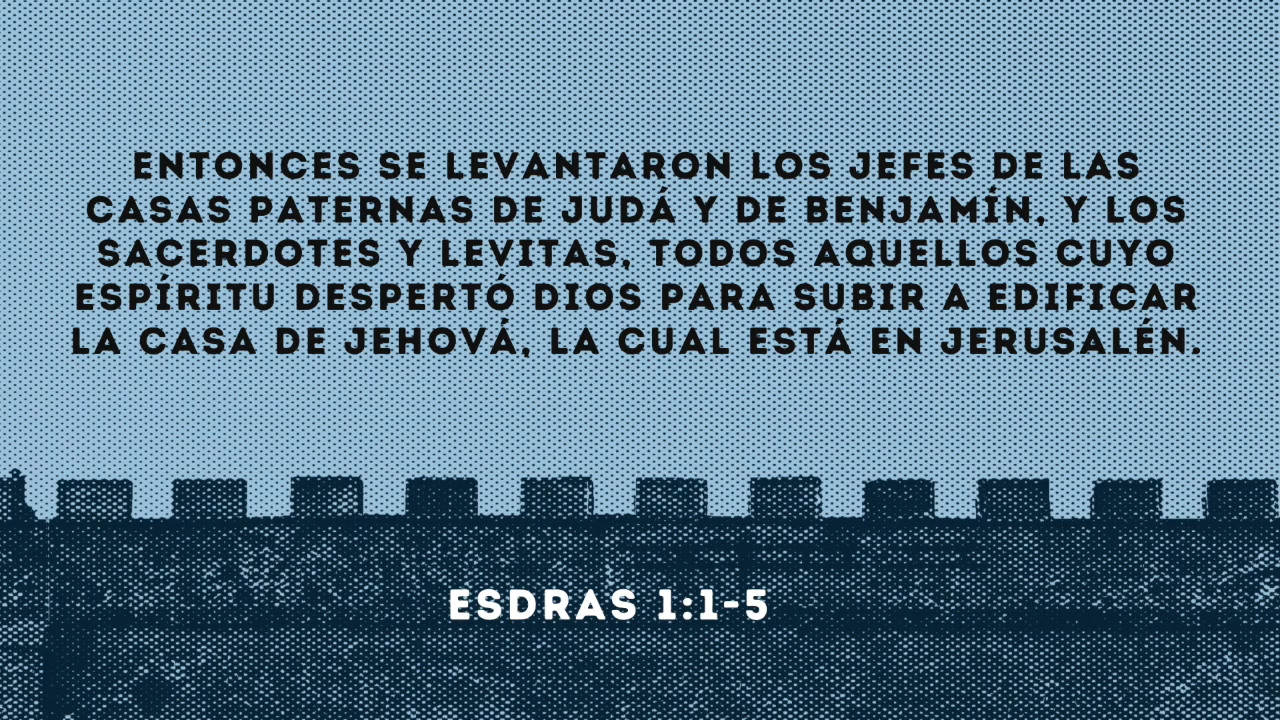 ENTONCES SE LEVANTARON LOS JEFES DE LAS
CASAS PATERNAS DE JUDÁ Y DE BENJAMÍN, Y LOS
SACERDOTES Y LEVITAS, TODOS AQUELLOS CUYO
ESPÍRITU DESPERTÓ DIOS PARA SUBIR A EDIFICAR
LA CASA DE JEHOVÁ, LA CUAL ESTÁ EN JERUSALÉN.
ESDRAS 1:1-5